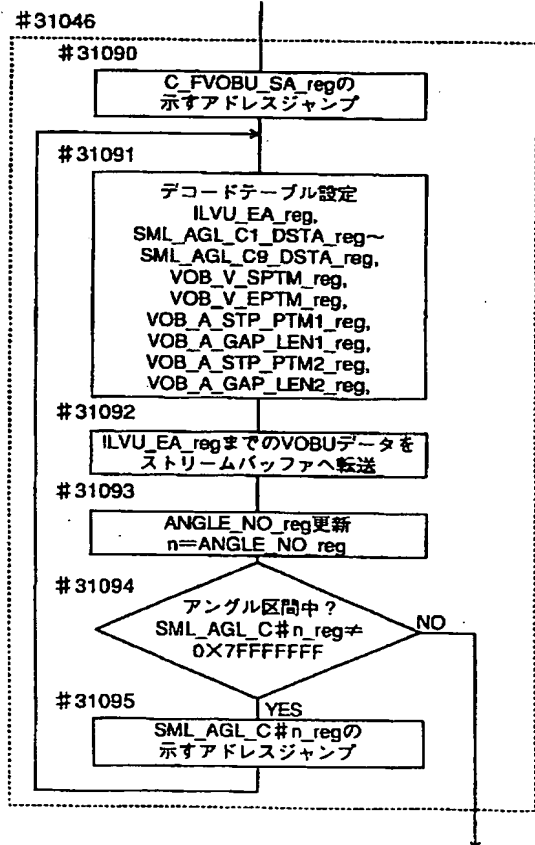 #31046
#31090
C_FVOBU_SA_regの
示すアドレスジャンプ
#31091
デコードテーブル設定
ILVU_EA_reg,
SML_AGL_C1_DSTA_reg～
SML_AGL_C9_DSTA_reg,
VOB_V_SPTM_reg,
VOB_V_EPTM_reg,
VOB_A_STP_PTM1_reg,
VOB_A_GAP_LEN1_reg,
VOB_A_STP_PTM2_reg,
VOB_A_GAP_LEN2_reg,
#31092
ILVU_EA_regまでのVOBUデータを
ストリームバッファへ転送
#31093
ANGLE_NO_reg更新
n==ANGLE_NO_reg
#31094
アングル区間中？
SML_AGL_C#n_reg≠
0×7FFFFFFF
NO
#31095
YES
SML_AGL_C#n_regの
示すアドレスジャンプ